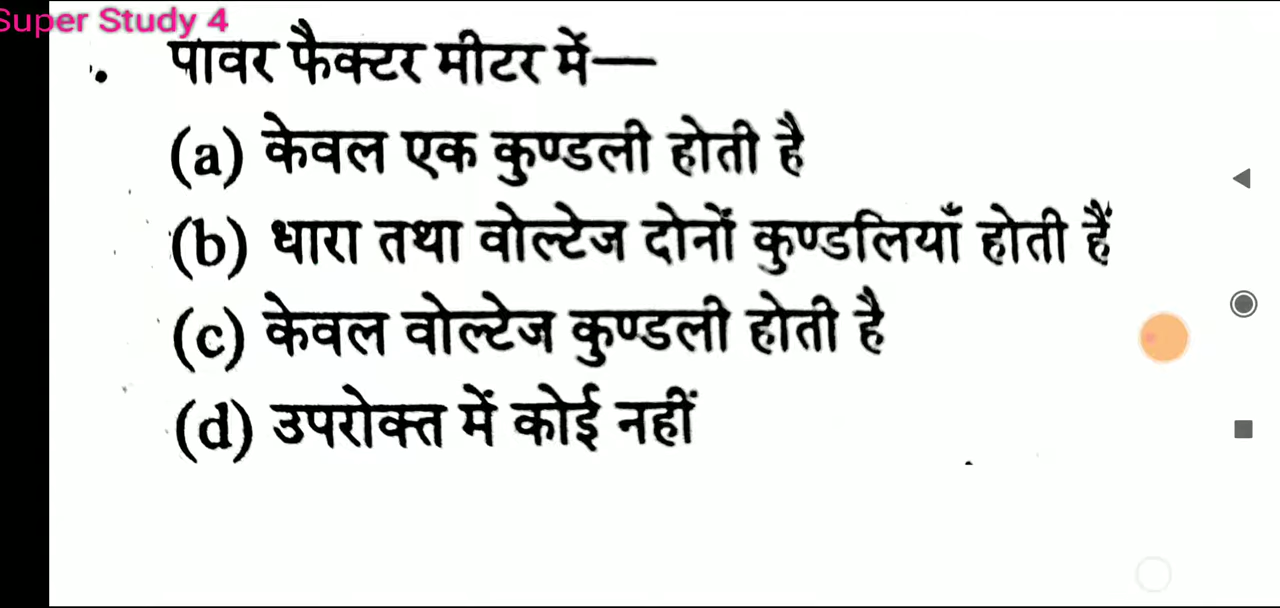 Super Study 4
पावर फैक्टर मीटर में—
(a) केवल एक कुण्डली होती है
(b) धारा तथा वोल्टेज दोनों कुण्डलियाँ होती हैं
(c) केवल वोल्टेज कुण्डली होती है
(d) उपरोक्त में कोई नहीं